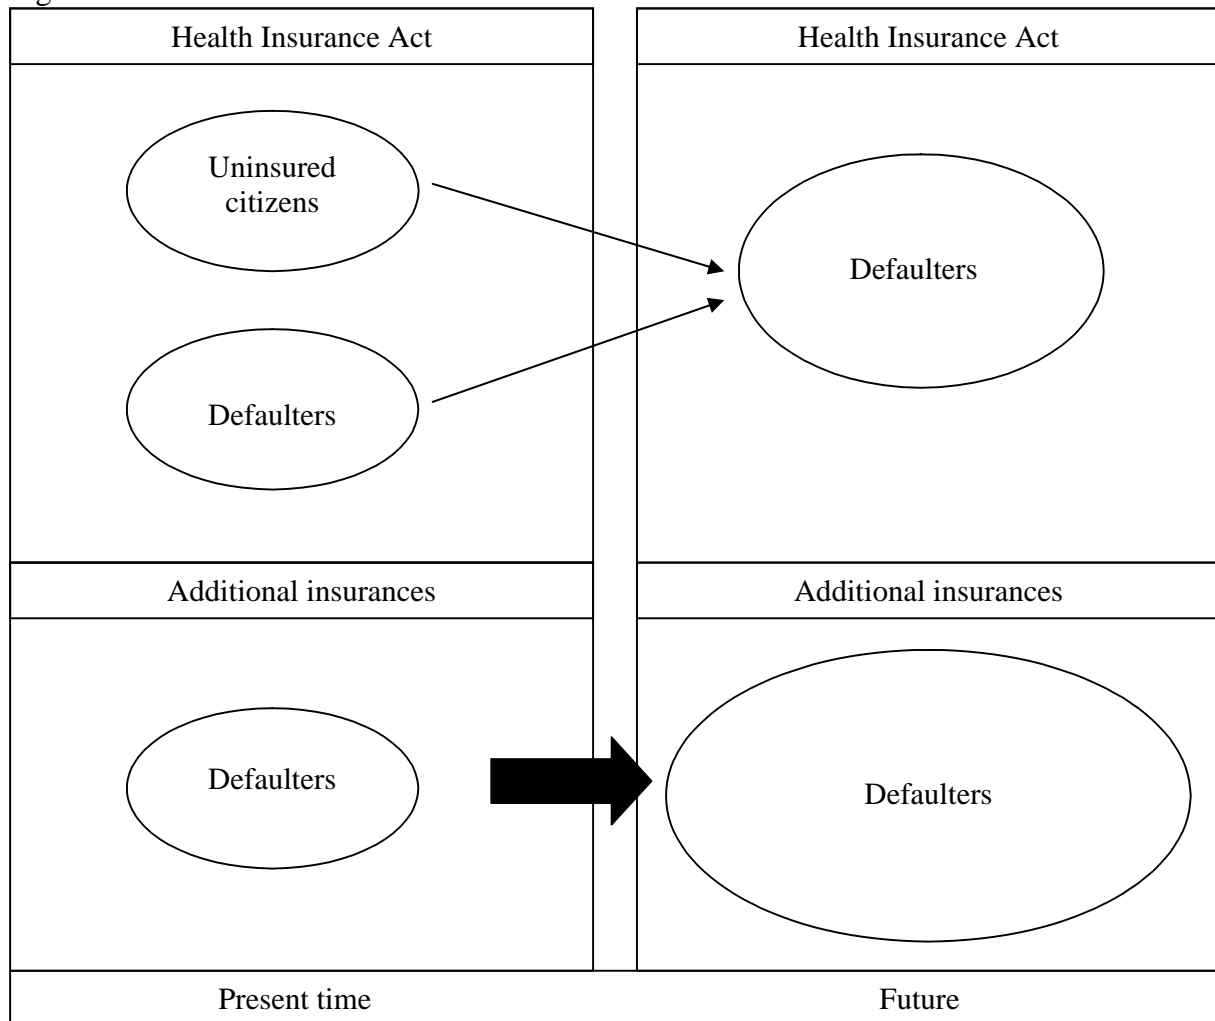 Health Insurance Act
Health Insurance Act
Uninsured
citizens
Defaulters
Defaulters
Additional insurances
Additional insurances
Defaulters
Defaulters
Present time
Future